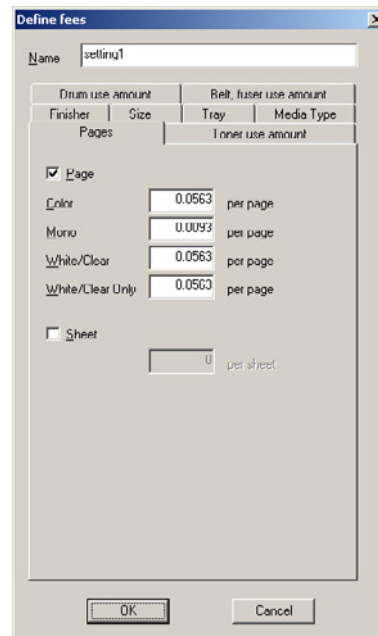 Define fees
Name setting1
Drum use amount Belt, fuser use amount
Finisher Size Tray Media Type
Pages Toner use amount
Page
Color 0.0563 per page
Mono 0.0093 per page
White/Clear 0.0563 per page
White/Clear Only 0.0563 per page
Sheet
0 per sheet
OK Cancel